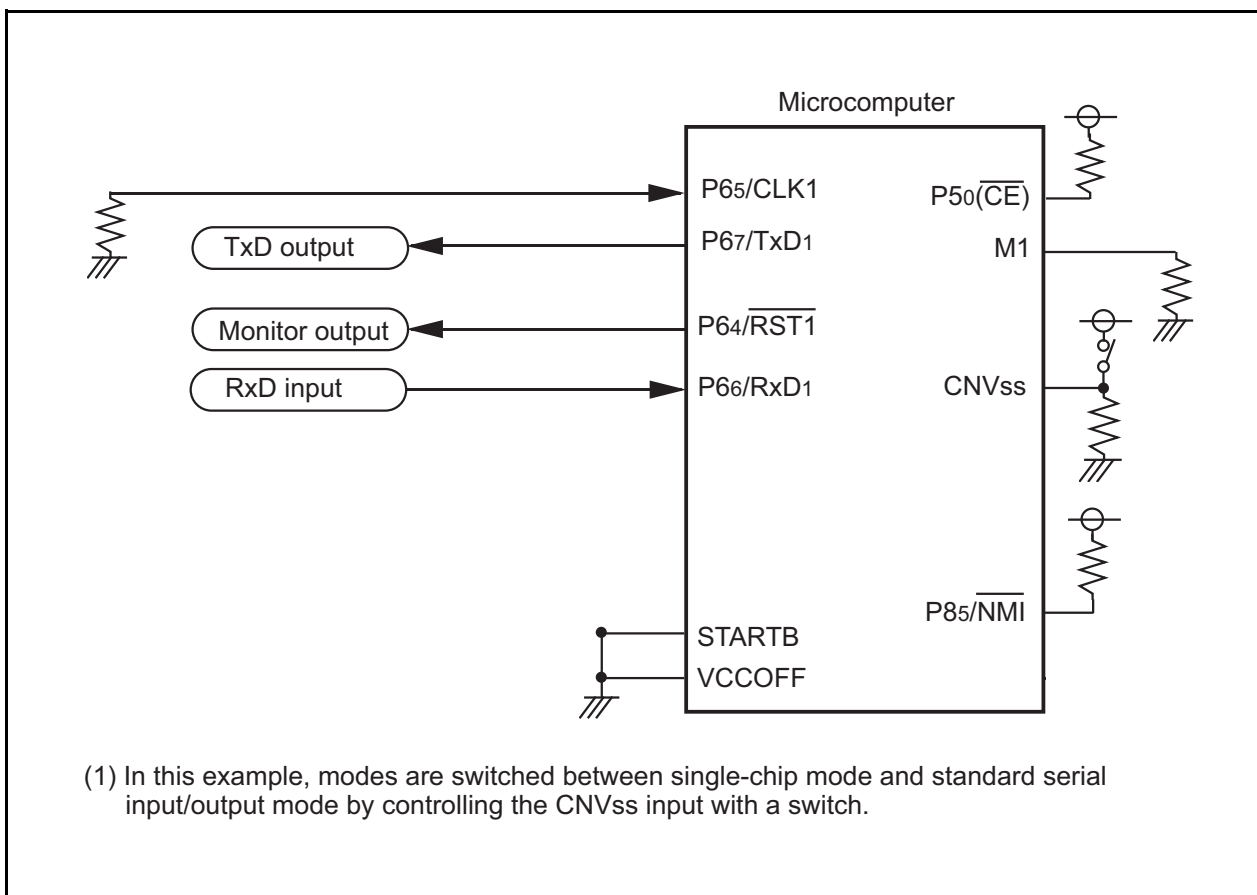 Microcomputer
P65/CLK1
P50(CE)
TxD output
P67/TxD1
M1
Monitor output
P64/RST1
RxD input
P66/RxD1
CNVss
P85/NMI
STARTB
VCCOFF
(1) In this example, modes are switched between single-chip mode and standard serial
input/output mode by controlling the CNVss input with a switch.